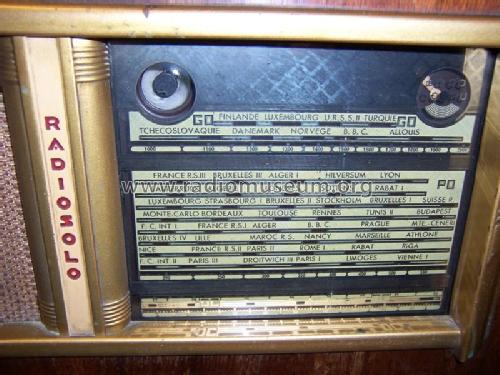 RADIOSOLO
GO FINLANDE LUXEMBOURG U.R.S.S. II TURQUIE GO
TCHECOSLOVAQUIE DANEMARK NORVEGE B.B.C. ALLOUIS
www.radiomuseum.org
FRANCE R.S. III BRUXELLES III ALGER I HILVERSUM LYON PO
RABAT I
LUXEMBOURG STRASBOURG I BRUXELLES II STOCKHOLM BRUXELLES I SUISSE R.
MONTE.CARLO BORDEAUX TOULOUSE RENNES TUNIS II BUDAPEST
F.C. INT I FRANCE R.S.I ALGER B.B.C. PRAGUE MTE-CENERI
BRUXELLES IV LILLE MAROC R.S. NANCY MARSEILLE ATHLONE
NICE FRANCE R.S. II PARIS II ROME I RABAT RIGA
F.C. INT II PARIS III DROITWICH III PARIS I LIMOGES VIENNE I